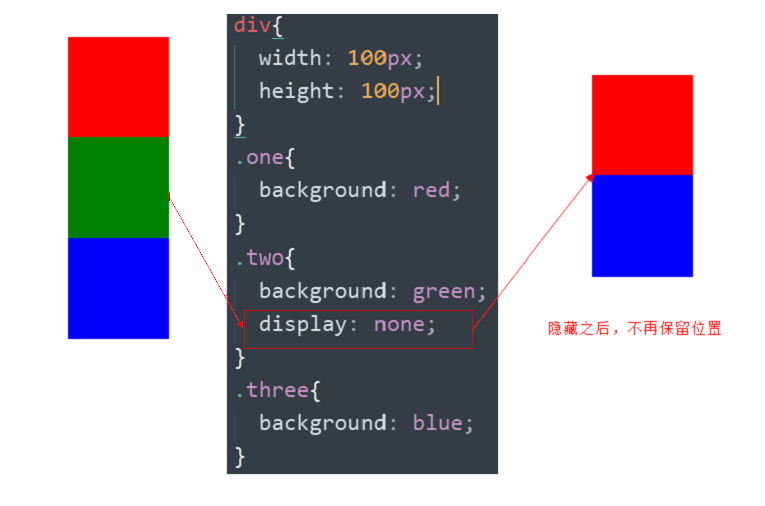 div{
width: 100px;
height: 100px;
}
.one{
background: red;
}
.two{
background: green;
display: none;
}
.three{
background: blue;
}
隐藏之后，不再保留位置